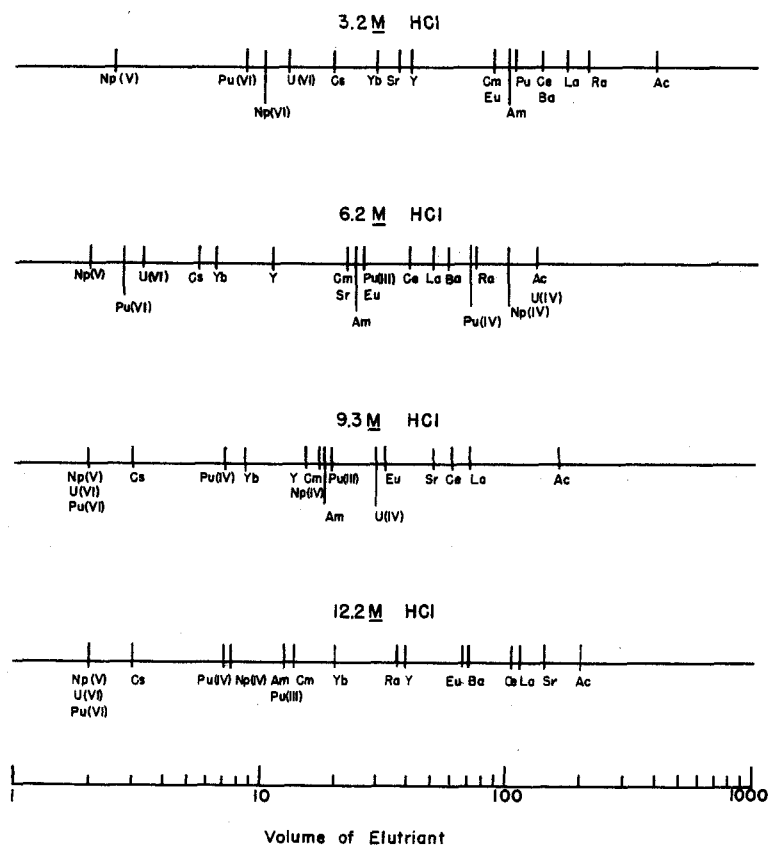 3.2 M HCl
Np(V) Pu(VI) U(VI) Cs Yb Sr Y Cm Pu Ce La Ra Ac
Np(VI) Eu Am Ba
6.2 M HCl
Np(V) U(VI) Cs Yb Y Cm Pu(III) Ce La Ba Ra Ac
Pu(VI) Sr Eu U(IV)
Am Pu(IV) Np(IV)
9.3 M HCl
Np(V) Cs Pu(IV) Yb Y Cm Pu(III) Eu Sr Ce La Ac
U(VI) Np(IV)
Pu(VI) Am U(IV)
12.2 M HCl
Np(V) Cs Pu(IV) Np(IV) Am Cm Yb Ra Y Eu Ba Ce La Sr Ac
U(VI) Pu(III)
Pu(VI)
1 10 100 1000
Volume of Elutriant